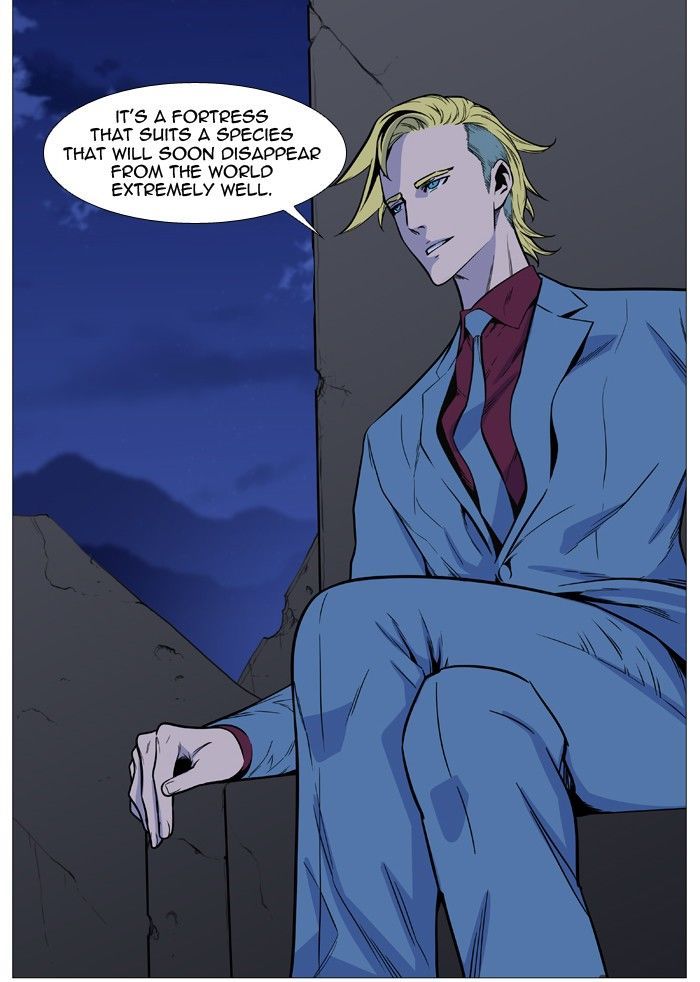 IT'S A FORTRESS
THAT SUITS A SPECIES
THAT WILL SOON DISAPPEAR
FROM THE WORLD
EXTREMELY WELL.